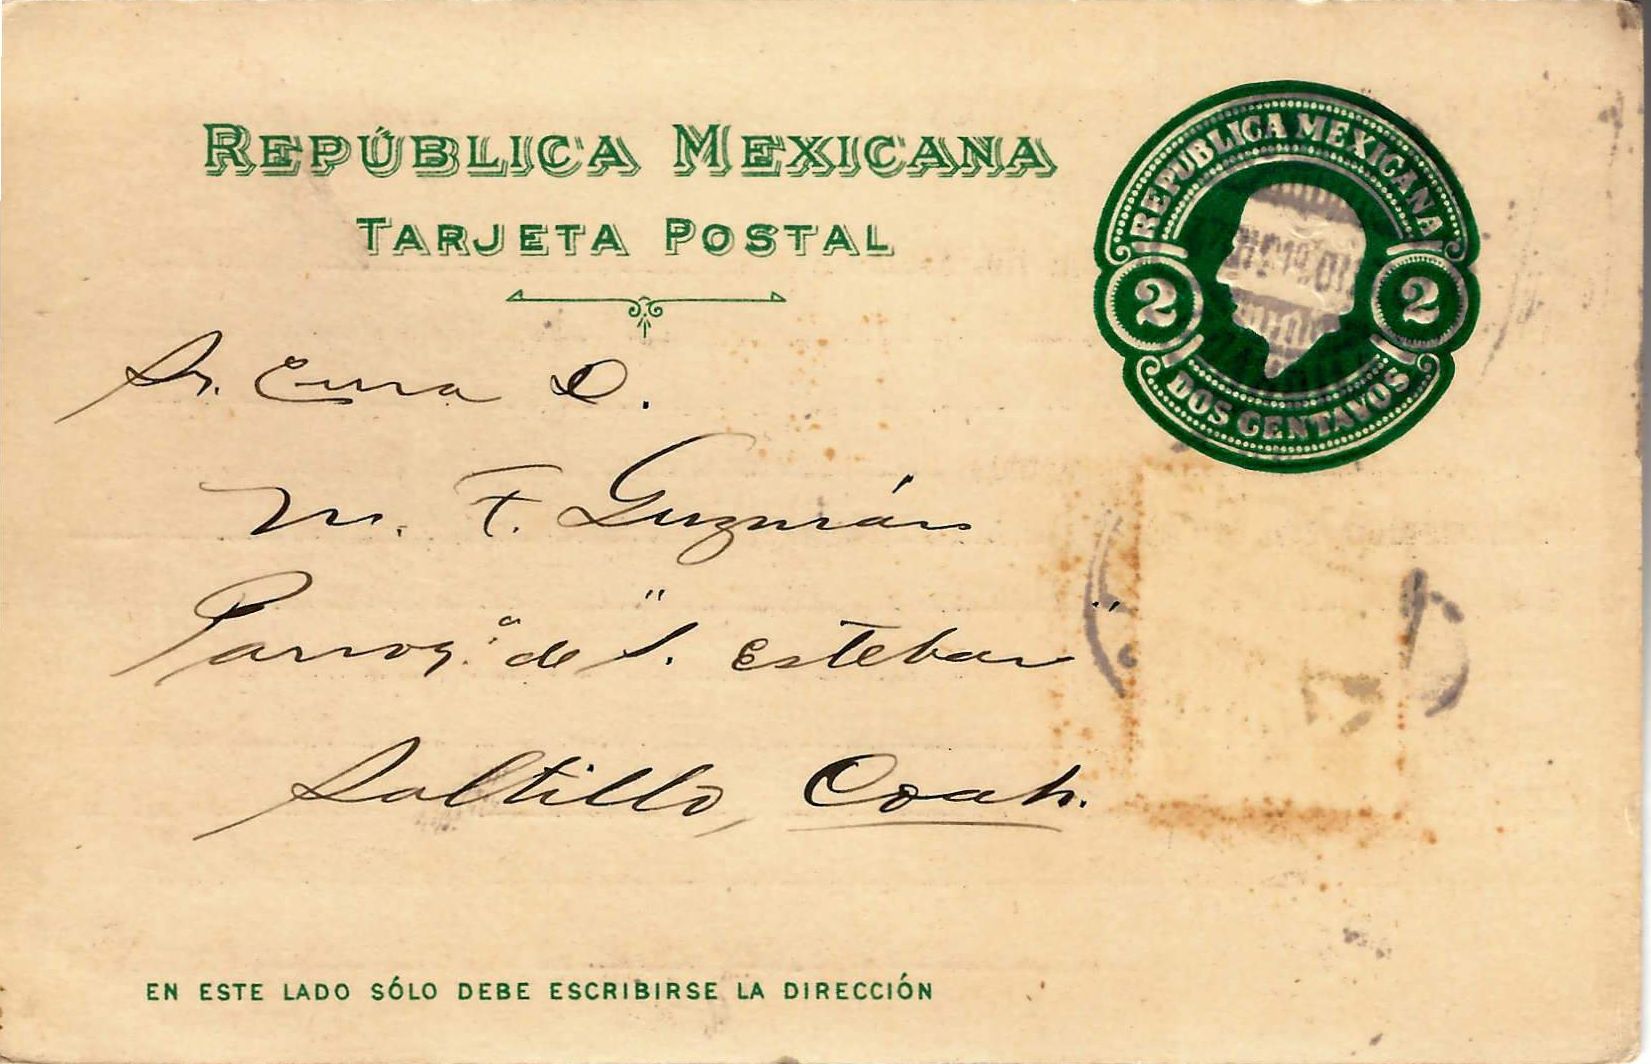 REPÚBLICA MEXICANA
TARJETA POSTAL
REPUBLICA MEXICANA
2 2
DOS CENTAVOS
Sr. Cura D.
M. F. Guzmán
Parroq.ª de "S. Esteban"
Saltillo, Coah.
EN ESTE LADO SÓLO DEBE ESCRIBIRSE LA DIRECCIÓN